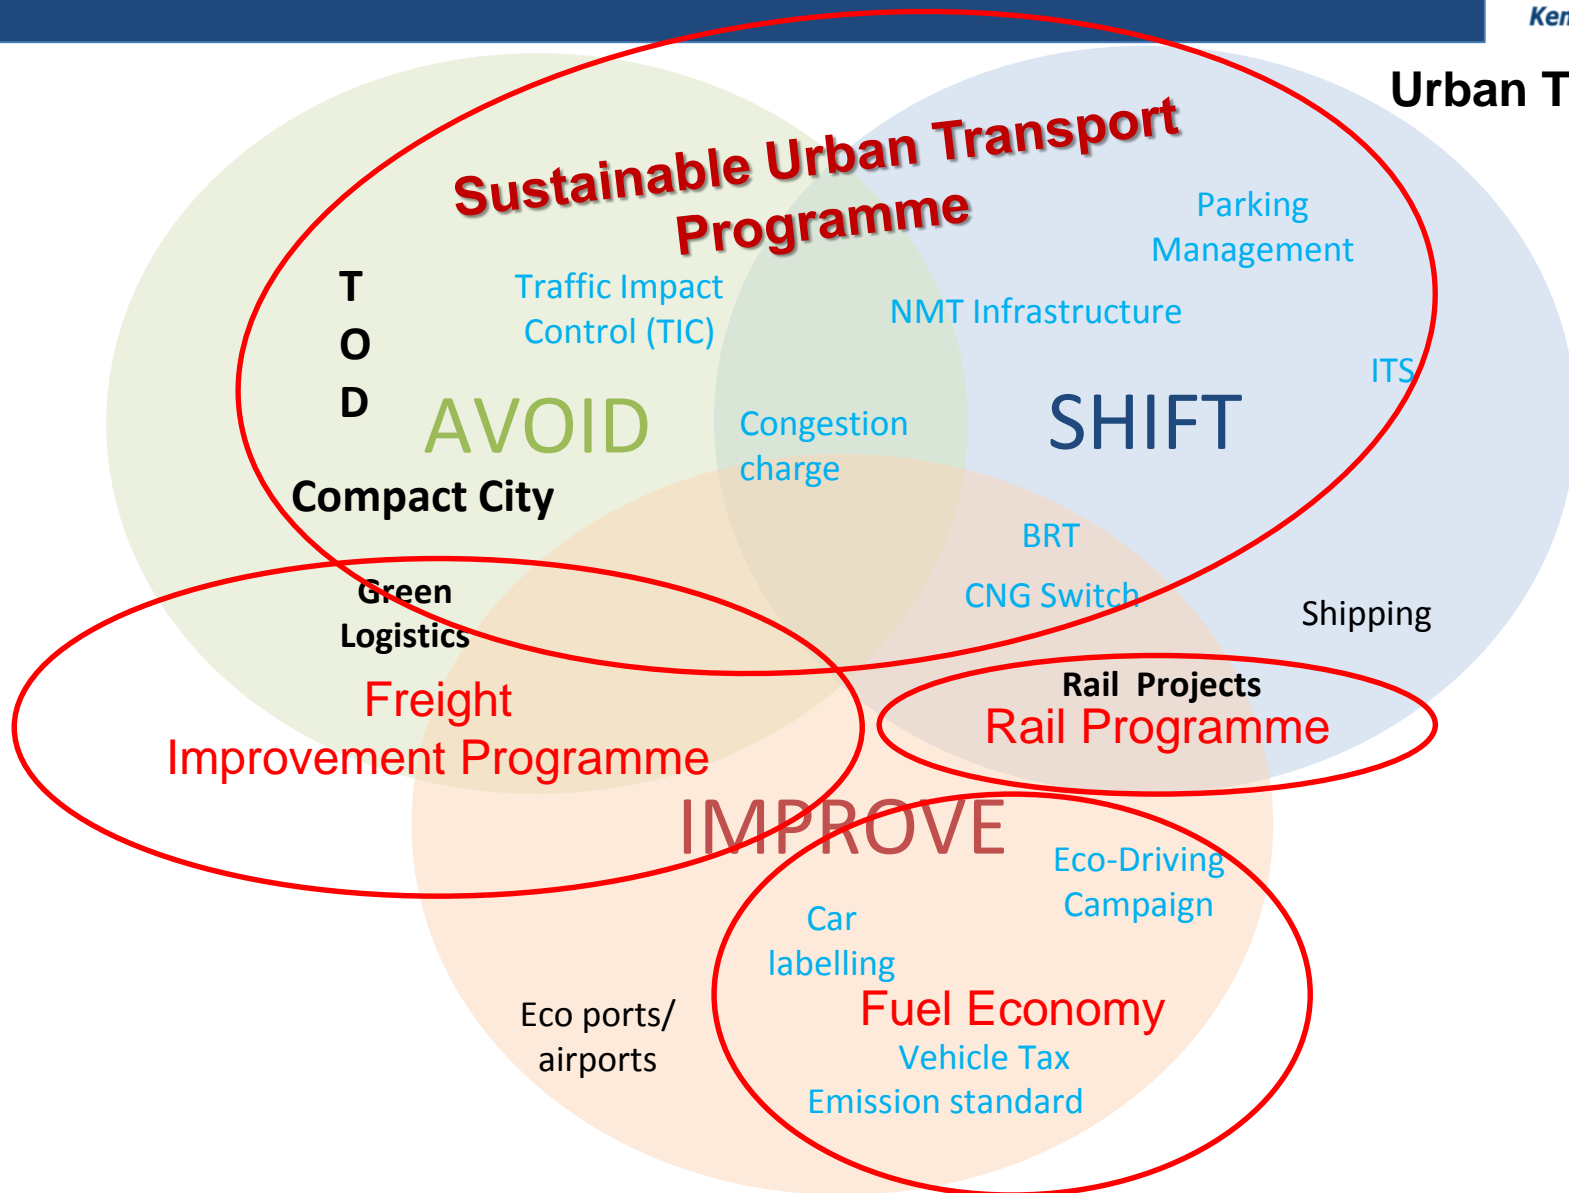 Ken
Urban T
Sustainable Urban Transport
Programme
Parking
Management
T
O
D
Traffic Impact
Control (TIC)
NMT Infrastructure
ITS
AVOID
Congestion
charge
SHIFT
Compact City
BRT
CNG Switch
Green
Logistics
Shipping
Freight
Improvement Programme
Rail Projects
Rail Programme
IMPROVE
Eco-Driving
Campaign
Car
labelling
Eco ports/
airports
Fuel Economy
Vehicle Tax
Emission standard